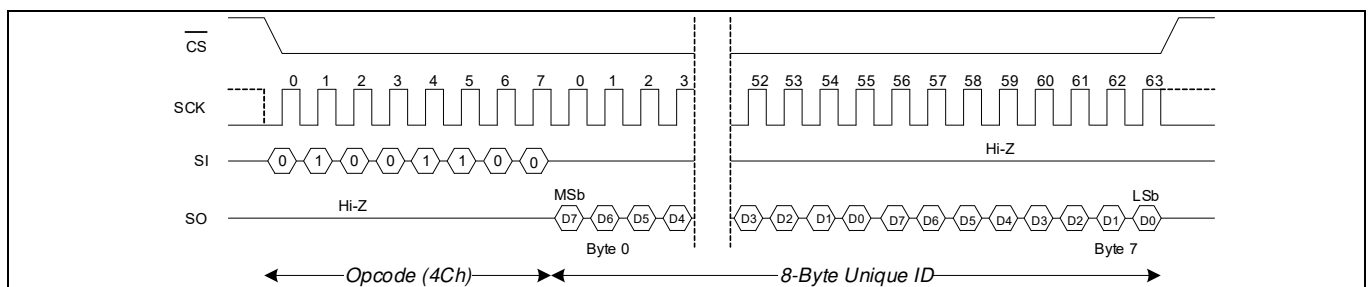 CS
0 1 2 3 4 5 6 7 0 1 2 3 52 53 54 55 56 57 58 59 60 61 62 63
SCK
Hi-Z
SI 0 1 0 0 1 1 0 0
MSb LSb
Hi-Z
SO D7 D6 D5 D4 D3 D2 D1 D0 D7 D6 D5 D4 D3 D2 D1 D0
Byte 0 Byte 7
Opcode (4Ch) 8-Byte Unique ID